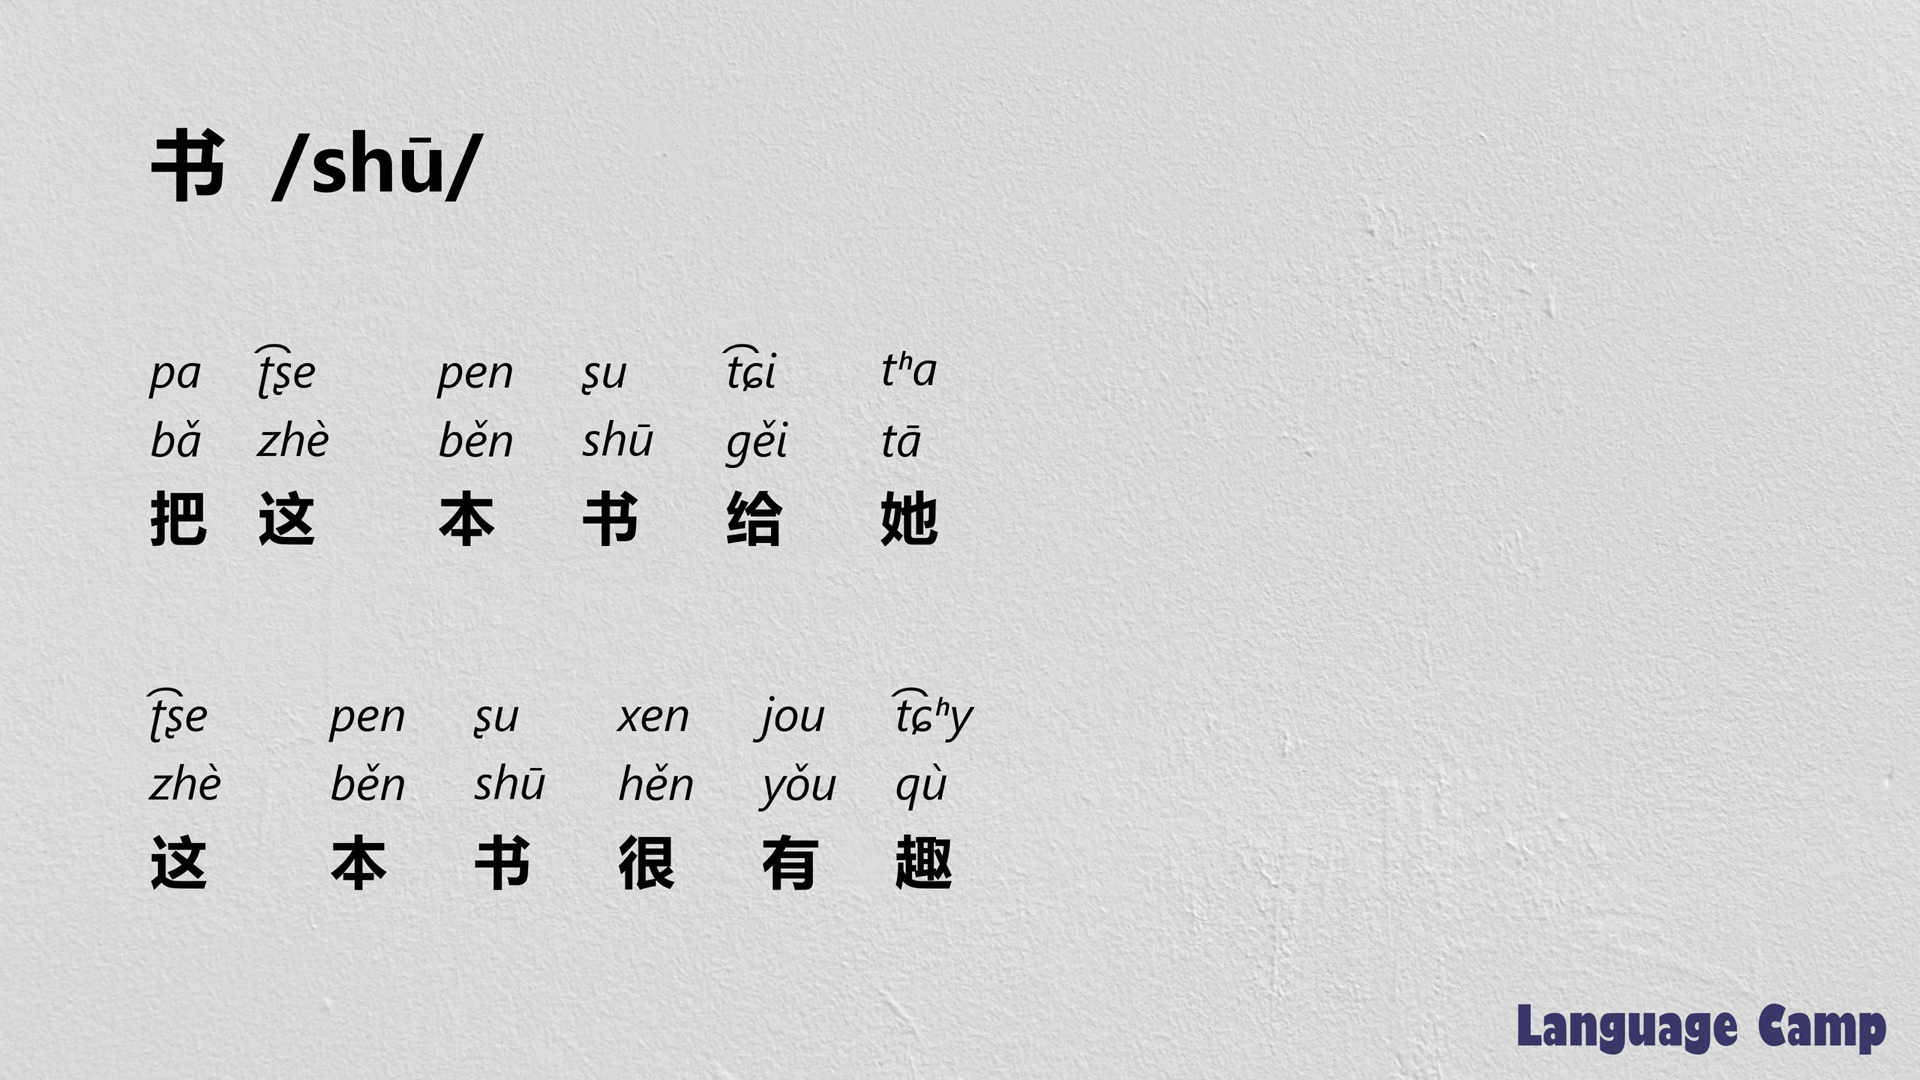 书 /shū/
pa ʈ͡ʂe pen ʂu t͡ɕi tʰa
bǎ zhè běn shū gěi tā
把 这 本 书 给 她
ʈ͡ʂe pen ʂu xen jou t͡ɕʰy
zhè běn shū hěn yǒu qù
这 本 书 很 有 趣
Language Camp